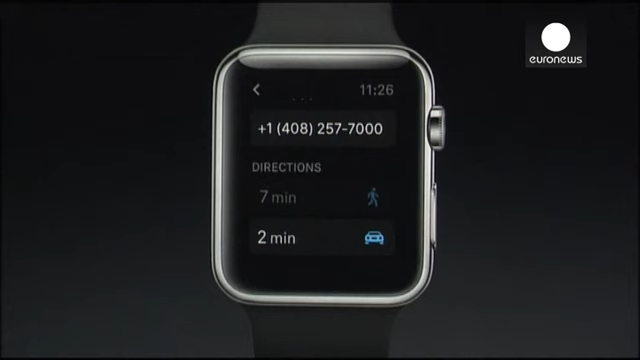 euronews
11:26
+1 (408) 257-7000
DIRECTIONS
7 min
2 min